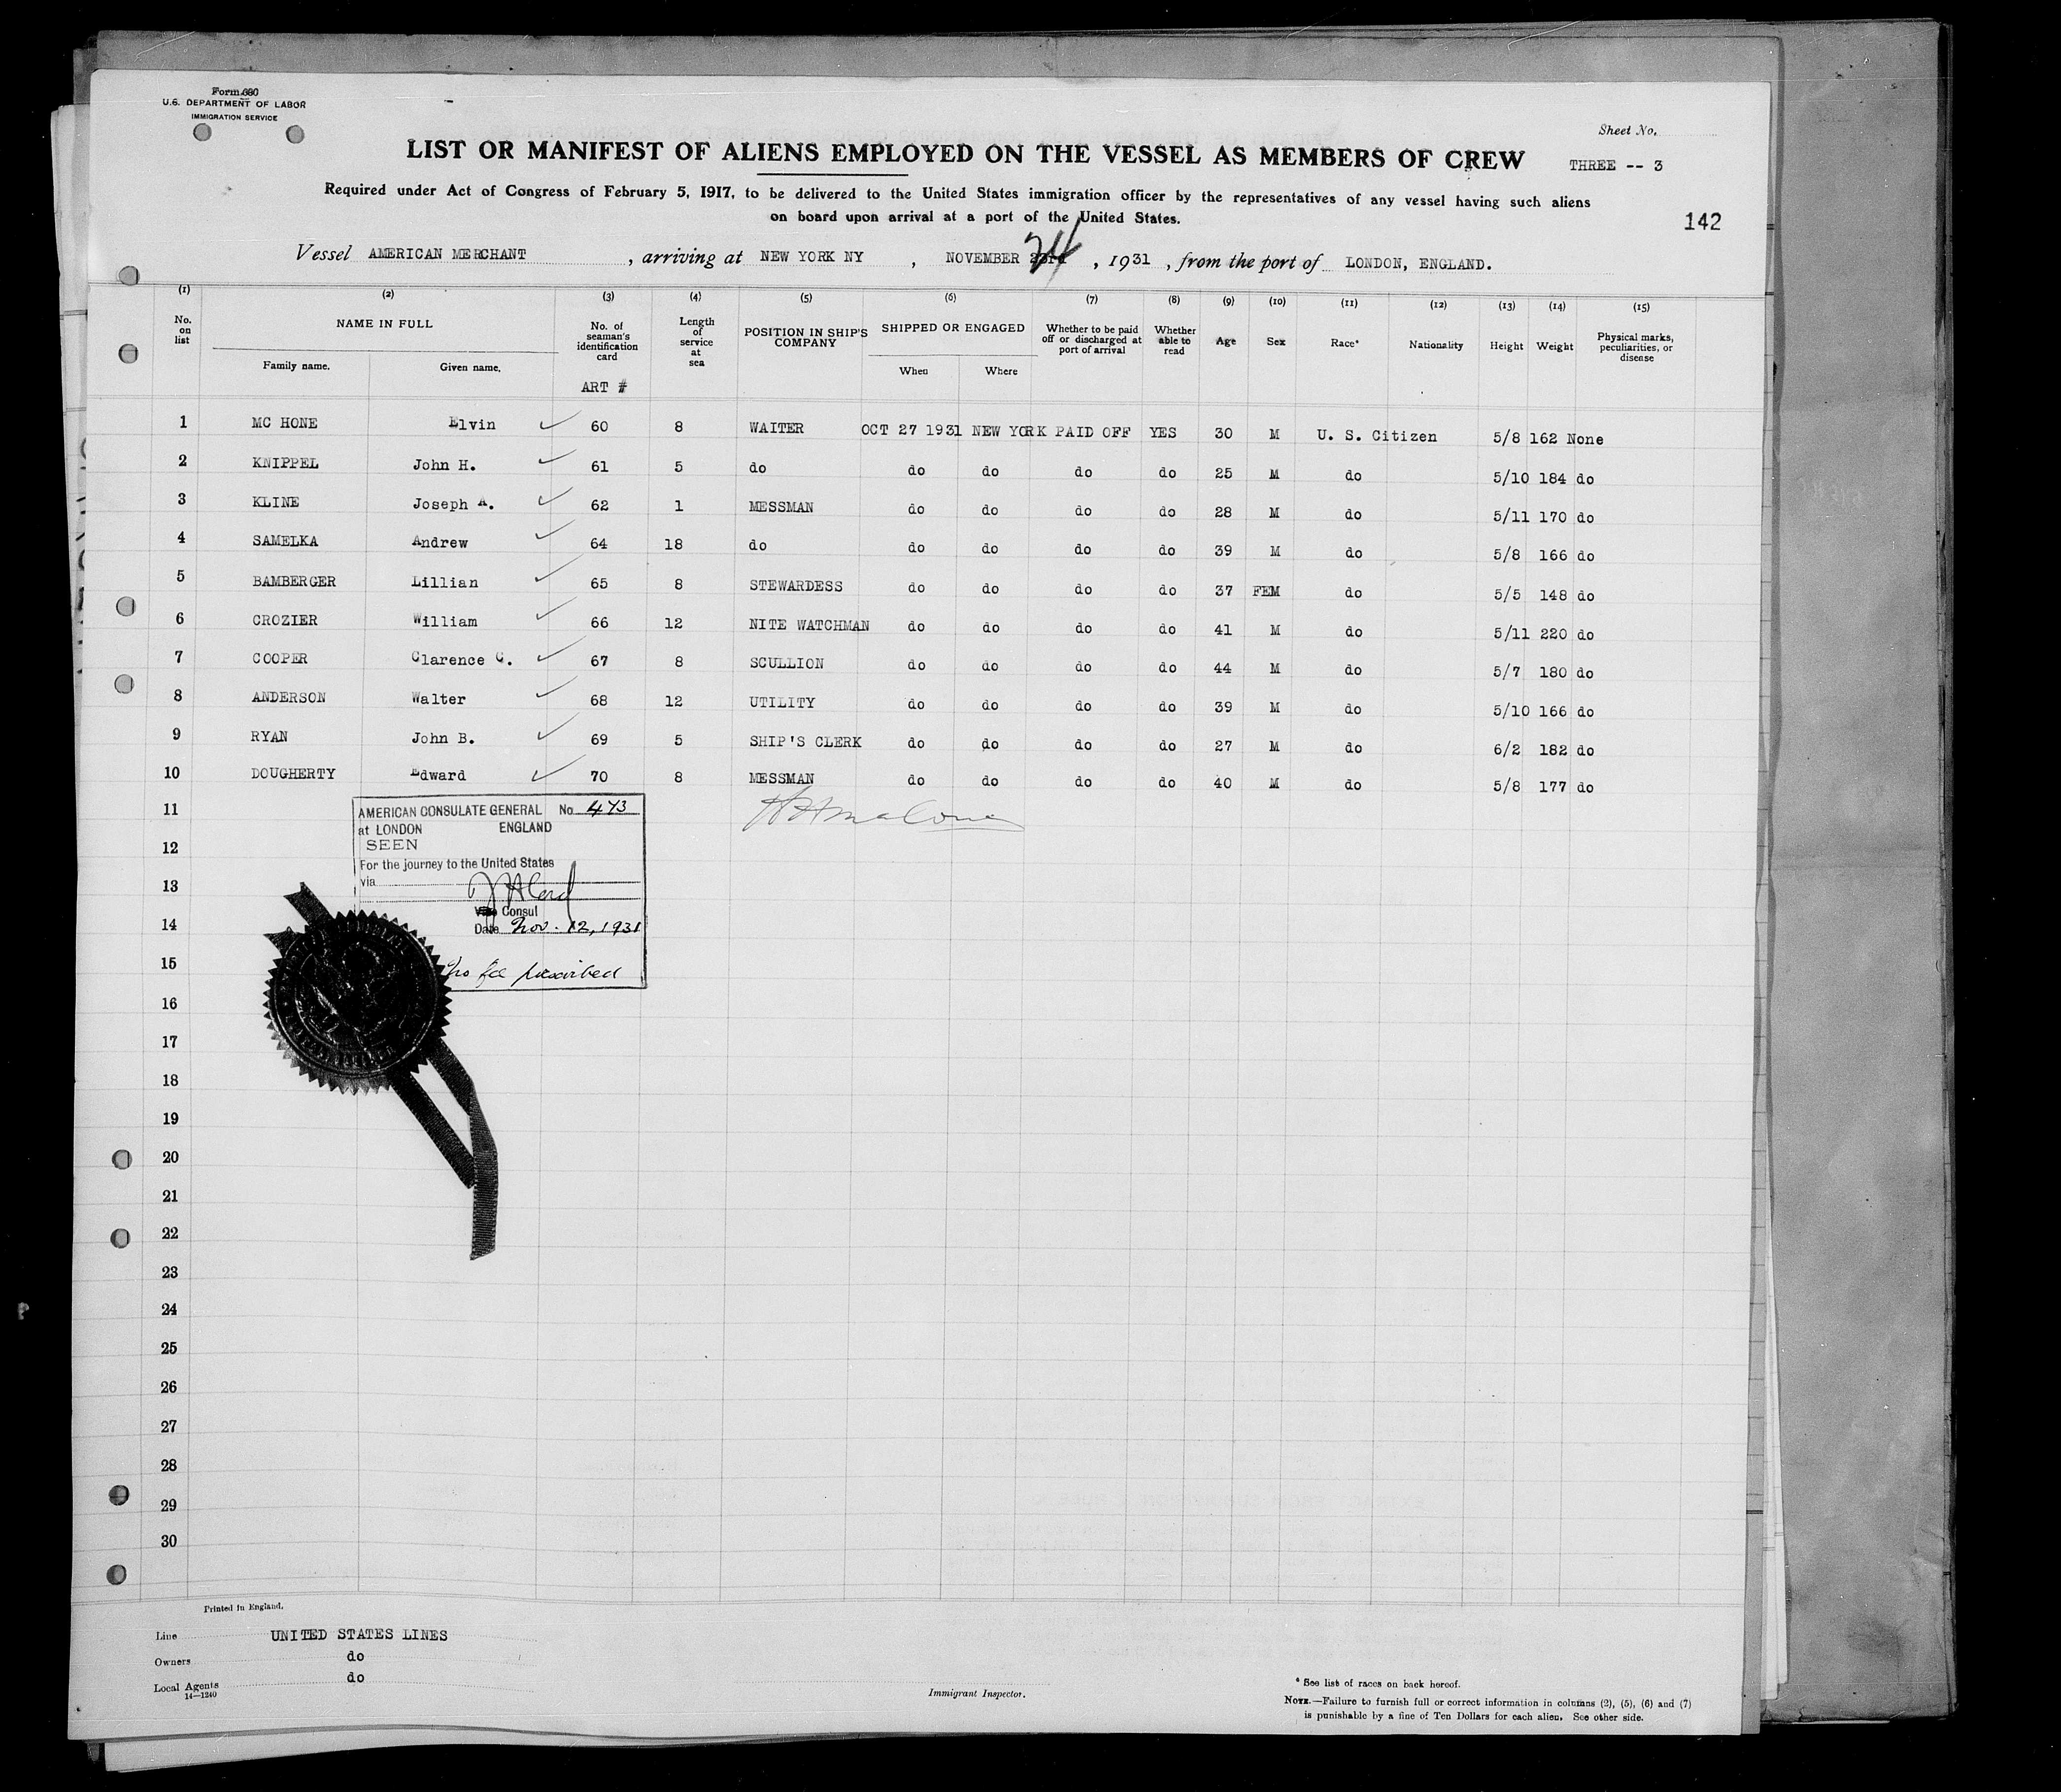 Form 680
U.S. DEPARTMENT OF LABOR
IMMIGRATION SERVICE
Sheet No.
LIST OR MANIFEST OF ALIENS EMPLOYED ON THE VESSEL AS MEMBERS OF CREW THREE -- 3
Required under Act of Congress of February 5, 1917, to be delivered to the United States immigration officer by the representatives of any vessel having such aliens
on board upon arrival at a port of the United States.
142
Vessel AMERICAN MERCHANT, arriving at NEW YORK NY, NOVEMBER 24, 1931, from the port of LONDON, ENGLAND.
(1) (2) (3) (4) (5) (6) (7) (8) (9) (10) (11) (12) (13) (14) (15)
No. on list NAME IN FULL Family name. Given name. No. of seaman's identification card ART # Length of service at sea POSITION IN SHIP'S COMPANY SHIPPED OR ENGAGED When Where Whether to be paid off or discharged at port of arrival Whether able to read Age Sex Race* Nationality Height Weight Physical marks, peculiarities, or disease
1 MC HONE Elvin 60 8 WAITER OCT 27 1931 NEW YORK PAID OFF YES 30 M U. S. Citizen 5/8 162 None
2 KNIPPEL John H. 61 5 do do do do do 25 M do 5/10 184 do
3 KLINE Joseph A. 62 1 MESSMAN do do do do 28 M do 5/11 170 do
4 SAMELKA Andrew 64 18 do do do do do 39 M do 5/8 166 do
5 BAMBERGER Lillian 65 8 STEWARDESS do do do do 37 FEM do 5/5 148 do
6 CROZIER William 66 12 NITE WATCHMAN do do do do 41 M do 5/11 220 do
7 COOPER Clarence C. 67 8 SCULLION do do do do 44 M do 5/7 180 do
8 ANDERSON Walter 68 12 UTILITY do do do do 39 M do 5/10 166 do
9 RYAN John B. 69 5 SHIP'S CLERK do do do do 27 M do 6/2 182 do
10 DOUGHERTY Edward 70 8 MESSMAN do do do do 40 M do 5/8 177 do
11
AMERICAN CONSULATE GENERAL No. 473
at LONDON ENGLAND
12
SEEN
For the journey to the United States
13
via
Vice Consul
14
Date Nov. 12, 1931
15
No fee prescribed
16
17
18
19
20
21
22
23
24
25
26
27
28
29
30
Printed in England.
Line UNITED STATES LINES
Owners do
Local Agents do
14—1240
Immigrant Inspector.
* See list of races on back hereof.
NOTE.—Failure to furnish full or correct information in columns (2), (5), (6) and (7)
is punishable by a fine of Ten Dollars for each alien. See other side.